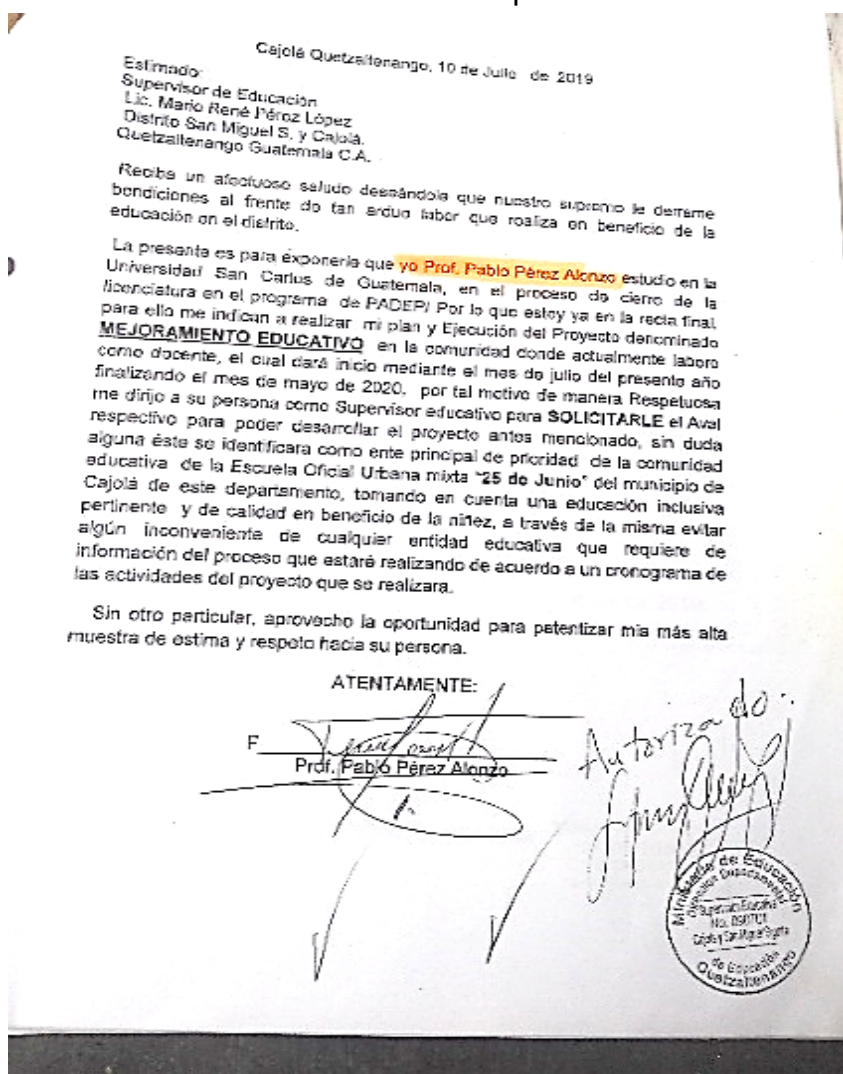 Cajolá Quetzaltenango, 10 de Julio de 2019
Estimado:
Supervisor de Educación
Lic. Mario René Pérez López
Distrito San Miguel S. y Cajolá.
Quetzaltenango Guatemala C.A.
Reciba un afectuoso saludo deseándole que nuestro supremo le derrame
bendiciones al frente de tan ardua labor que realiza en beneficio de la
educación en el distrito.
La presente es para exponerle que yo Prof. Pablo Pérez Alonzo estudio en la
Universidad San Carlos de Guatemala, en el proceso de cierre de la
licenciatura en el programa de PADEP/ Por lo que estoy ya en la recta final,
para ello me indican a realizar mi plan y Ejecución del Proyecto denominado
MEJORAMIENTO EDUCATIVO en la comunidad donde actualmente laboro
como docente, el cual dará inicio mediante el mes de julio del presente año
finalizando el mes de mayo de 2020, por tal motivo de manera Respetuosa
me dirijo a su persona como Supervisor educativo para SOLICITARLE el Aval
respectivo para poder desarrollar el proyecto antes mencionado, sin duda
alguna éste se identificara como ente principal de prioridad de la comunidad
educativa de la Escuela Oficial Urbana mixta "25 de Junio" del municipio de
Cajolá de este departamento, tomando en cuenta una educación inclusiva
pertinente y de calidad en beneficio de la niñez, a través de la misma evitar
algún inconveniente de cualquier entidad educativa que requiere de
información del proceso que estaré realizando de acuerdo a un cronograma de
las actividades del proyecto que se realizara.
Sin otro particular, aprovecho la oportunidad para patentizar mis más alta
muestra de estima y respeto hacia su persona.
ATENTAMENTE:
F
Prof. Pablo Pérez Alonzo
Autorizado:
Ministerio de Educación
Dirección Departamental
Supervisión Educativa
Cajolá y San Miguel Sigüilá
de Educación
Quetzaltenango